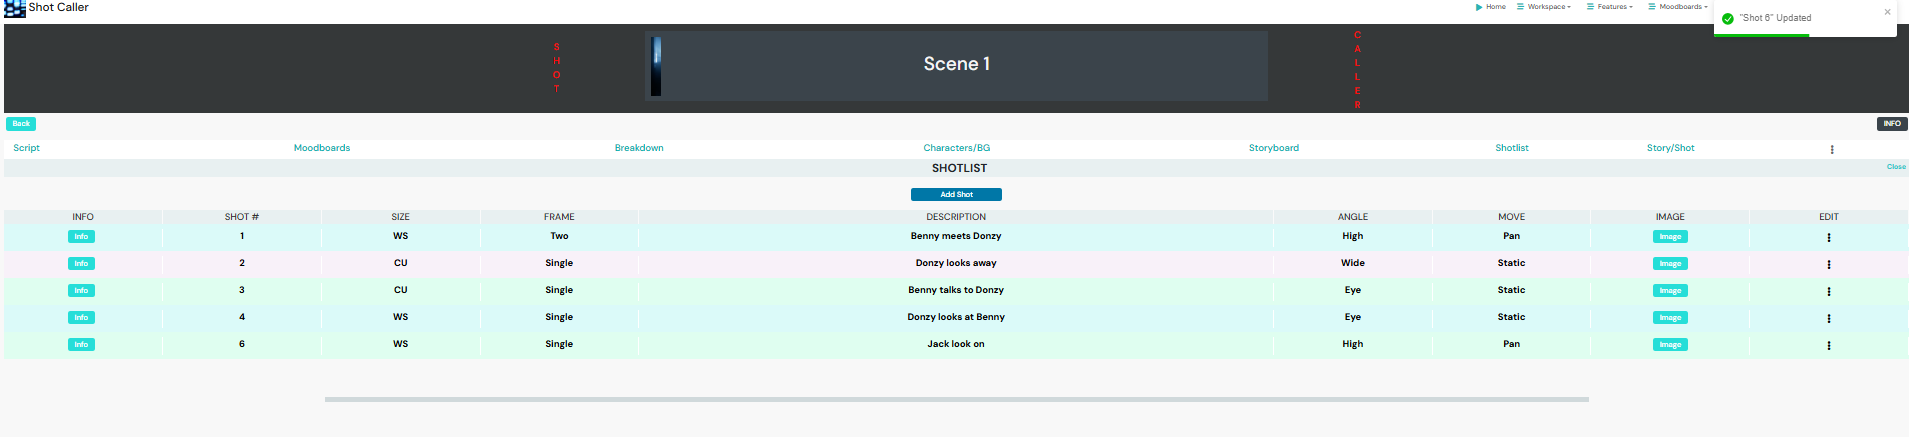 Shot Caller
Home Workspace Features Moodboards
"Shot 6" Updated
SHOT
Scene 1
CALLER
Back
INFO
Script Moodboards Breakdown Characters/BG Storyboard Shotlist Story/Shot
SHOTLIST
Close
Add Shot
INFO SHOT # SIZE FRAME DESCRIPTION ANGLE MOVE IMAGE EDIT
Info 1 WS Two Benny meets Donzy High Pan Image
Info 2 CU Single Donzy looks away Wide Static Image
Info 3 CU Single Benny talks to Donzy Eye Static Image
Info 4 WS Single Donzy looks at Benny Eye Static Image
Info 6 WS Single Jack look on High Pan Image